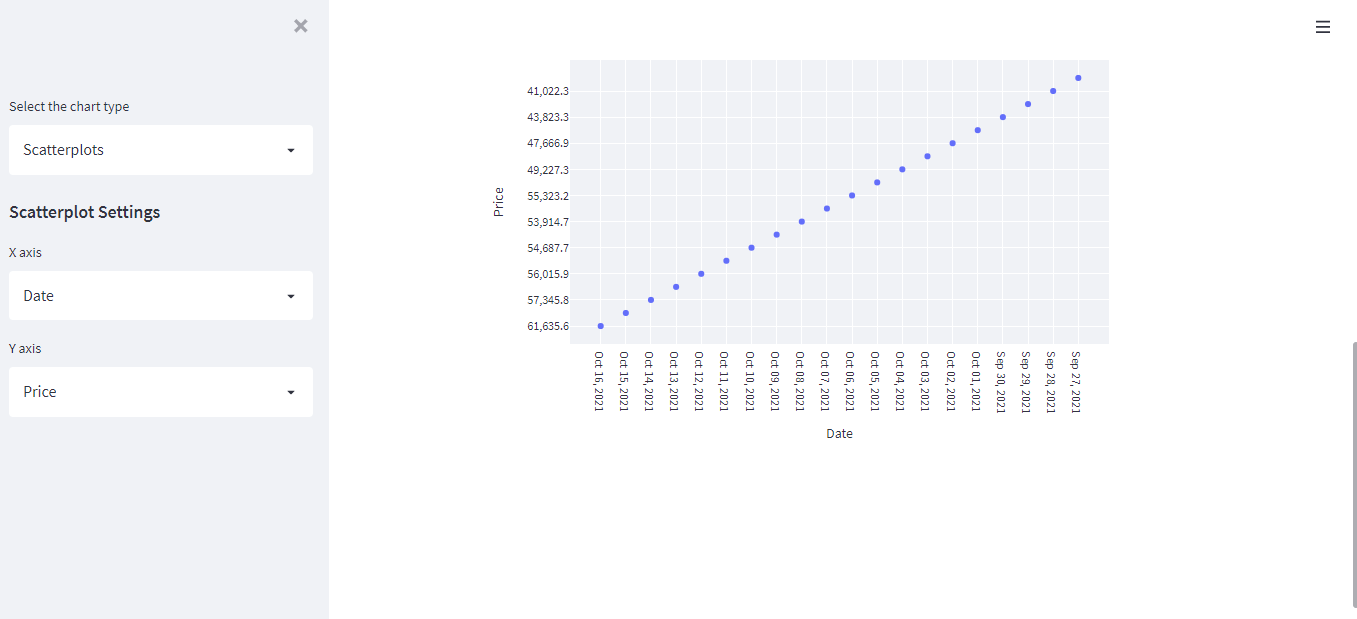 Select the chart type
Scatterplots
Scatterplot Settings
X axis
Date
Y axis
Price
41,022.3
43,823.3
47,666.9
49,227.3
55,323.2
53,914.7
54,687.7
56,015.9
57,345.8
61,635.6
Price
Oct 16, 2021
Oct 15, 2021
Oct 14, 2021
Oct 13, 2021
Oct 12, 2021
Oct 11, 2021
Oct 10, 2021
Oct 09, 2021
Oct 08, 2021
Oct 07, 2021
Oct 06, 2021
Oct 05, 2021
Oct 04, 2021
Oct 03, 2021
Oct 02, 2021
Oct 01, 2021
Sep 30, 2021
Sep 29, 2021
Sep 28, 2021
Sep 27, 2021
Date